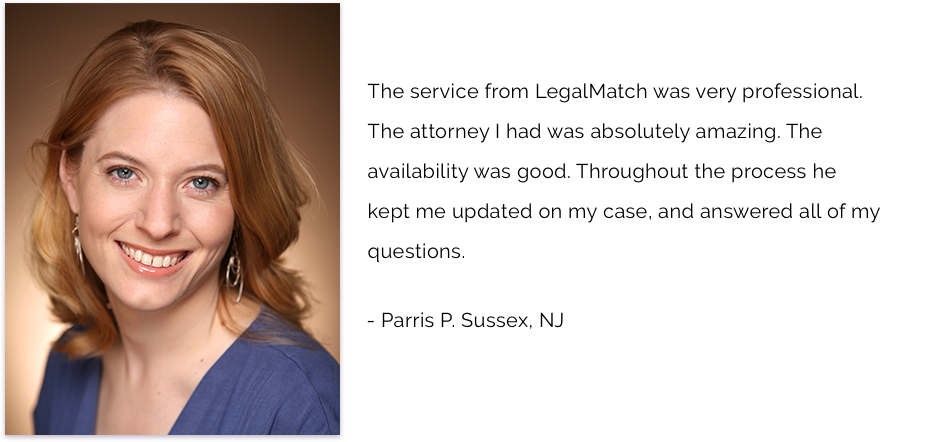 The service from LegalMatch was very professional.
The attorney I had was absolutely amazing. The
availability was good. Throughout the process he
kept me updated on my case, and answered all of my
questions.
- Parris P. Sussex, NJ